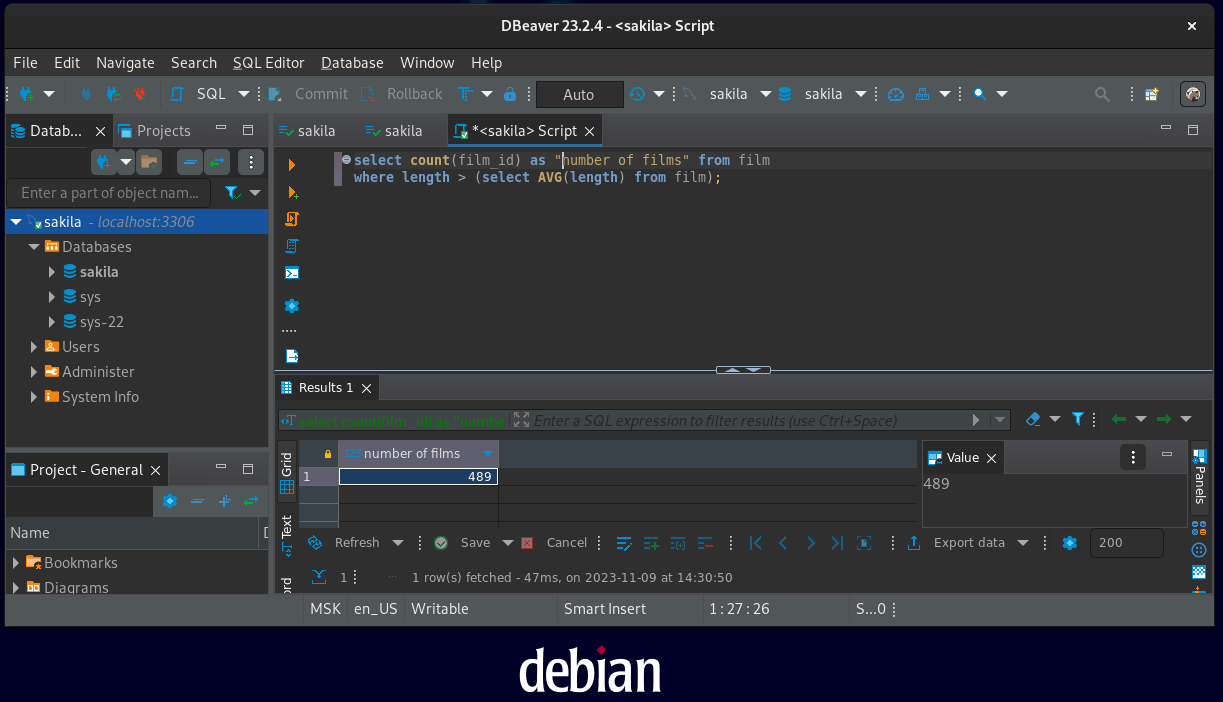 DBeaver 23.2.4 - <sakila> Script
File Edit Navigate Search SQL Editor Database Window Help
SQL Commit Rollback Auto sakila sakila
Datab... Projects
sakila sakila *<sakila> Script
Enter a part of object nam...
sakila - localhost:3306
Databases
sakila
sys
sys-22
Users
Administer
System Info
select count(film_id) as "number of films" from film
where length > (select AVG(length) from film);
Results 1
select count(film_id) as "numbe Enter a SQL expression to filter results (use Ctrl+Space)
Grid
Text
ord
123 number of films
1 489
Value
489
Panels
Refresh Save Cancel Export data 200
1 ... 1 row(s) fetched - 47ms, on 2023-11-09 at 14:30:50
Project - General
Name
Bookmarks
Diagrams
MSK en_US Writable Smart Insert 1:27:26 S...0
debian